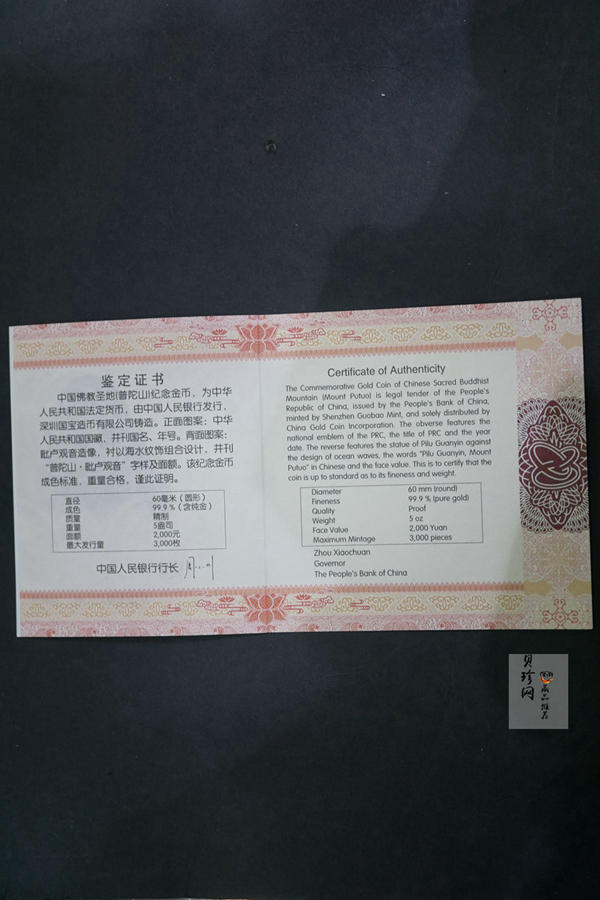 鉴定证书
中国佛教圣地(普陀山)纪念金币，为中华
人民共和国法定货币，由中国人民银行发行，
深圳国宝造币有限公司铸造。正面图案：中华
人民共和国国徽，并刊国名、年号。背面图案：
毗卢观音造像，衬以海水纹饰组合设计，并刊
“普陀山·毗卢观音”字样及面额。该纪念金币
成色标准，重量合格，谨此证明。
直径 60毫米（圆形）
成色 99.9%（含纯金）
质量 精制
重量 5盎司
面额 2,000元
最大发行量 3,000枚
中国人民银行行长
Certificate of Authenticity
The Commemorative Gold Coin of Chinese Sacred Buddhist
Mountain (Mount Putuo) is legal tender of the People's
Republic of China, issued by the People's Bank of China,
minted by Shenzhen Guobao Mint, and solely distributed by
China Gold Coin Incorporation. The obverse features the
national emblem of the PRC, the title of PRC and the year
date. The reverse features the statue of Pilu Guanyin against
the design of ocean waves, the words "Pilu Guanyin, Mount
Putuo" in Chinese and the face value. This is to certify that the
coin is up to standard as to its fineness and weight.
Diameter 60 mm (round)
Fineness 99.9 % (pure gold)
Quality Proof
Weight 5 oz
Face Value 2,000 Yuan
Maximum Mintage 3,000 pieces
Zhou Xiaochuan
Governor
The People's Bank of China
贝珍网
藏品推荐